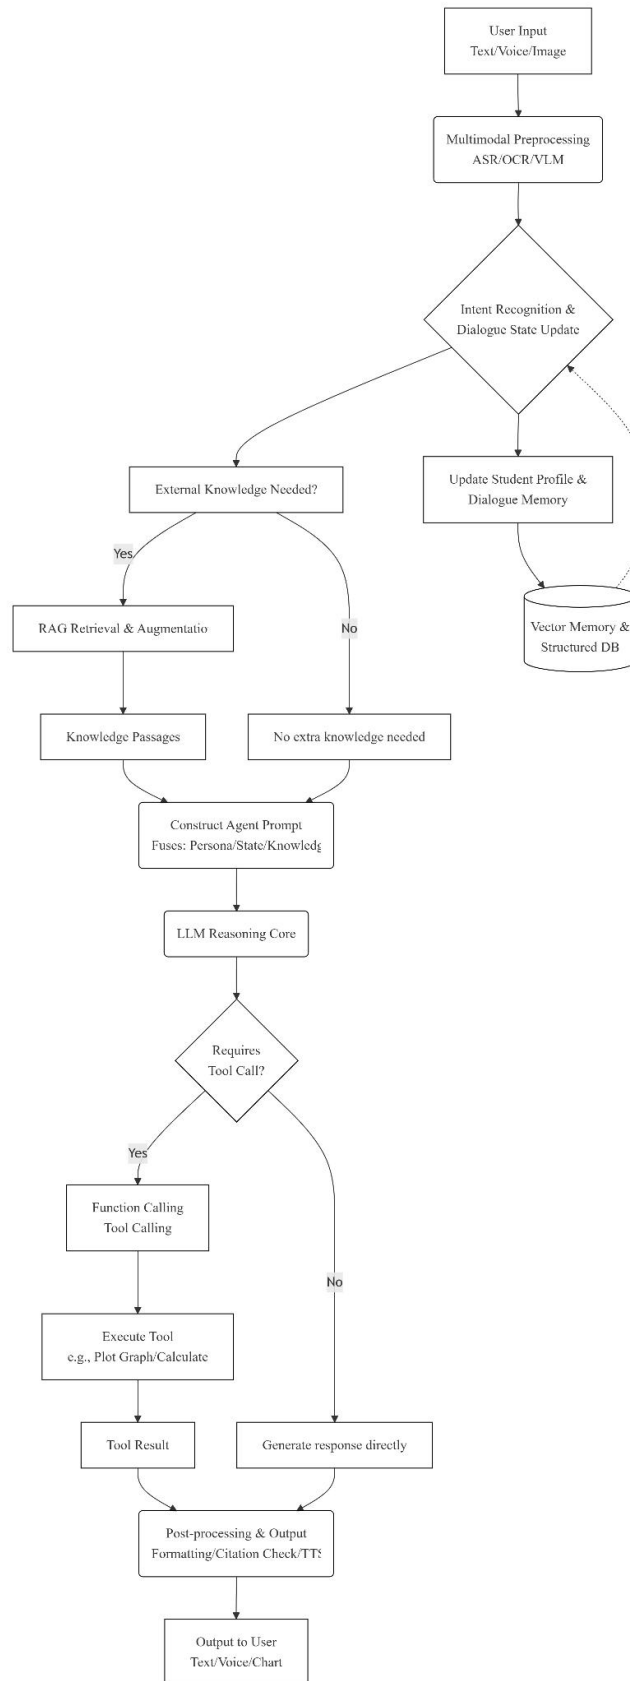 User Input
Text/Voice/Image
Multimodal Preprocessing
ASR/OCR/VLM
Intent Recognition &
Dialogue State Update
External Knowledge Needed?
Update Student Profile &
Dialogue Memory
Yes
RAG Retrieval & Augmentatio
No
Vector Memory &
Structured DB
Knowledge Passages
No extra knowledge needed
Construct Agent Prompt
Fuses: Persona/State/Knowledg
LLM Reasoning Core
Requires
Tool Call?
Yes
Function Calling
Tool Calling
No
Execute Tool
e.g., Plot Graph/Calculate
Tool Result
Generate response directly
Post-processing & Output
Formatting/Citation Check/TTS
Output to User
Text/Voice/Chart